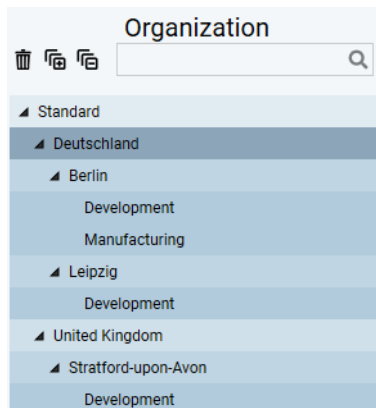 Organization
Standard
Deutschland
Berlin
Development
Manufacturing
Leipzig
Development
United Kingdom
Stratford-upon-Avon
Development